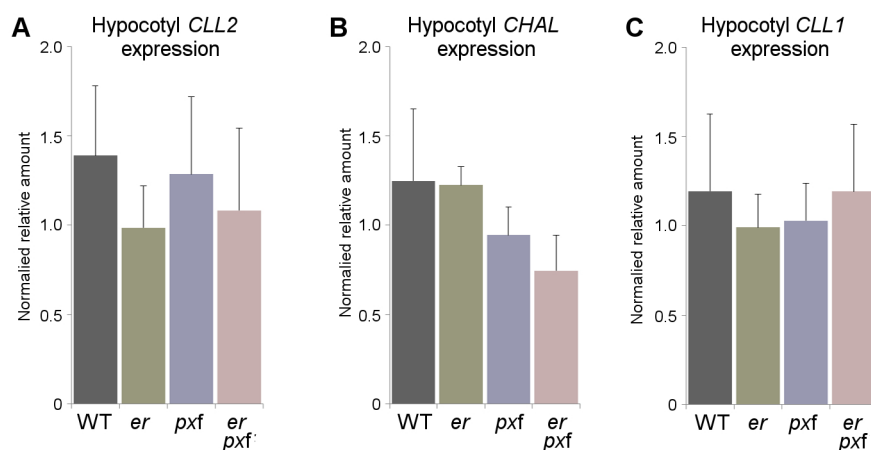 A
Hypocotyl CLL2
expression
Normalied relative amount
2.0
1.5
1.0
0.5
0
WT
er
pxf
er
pxf
B
Hypocotyl CHAL
expression
Normalied relative amount
2.0
1.5
1.0
0.5
0
WT
er
pxf
er
pxf
C
Hypocotyl CLL1
expression
Normalied relative amount
2.0
1.5
1.0
0.5
0
WT
er
pxf
er
pxf